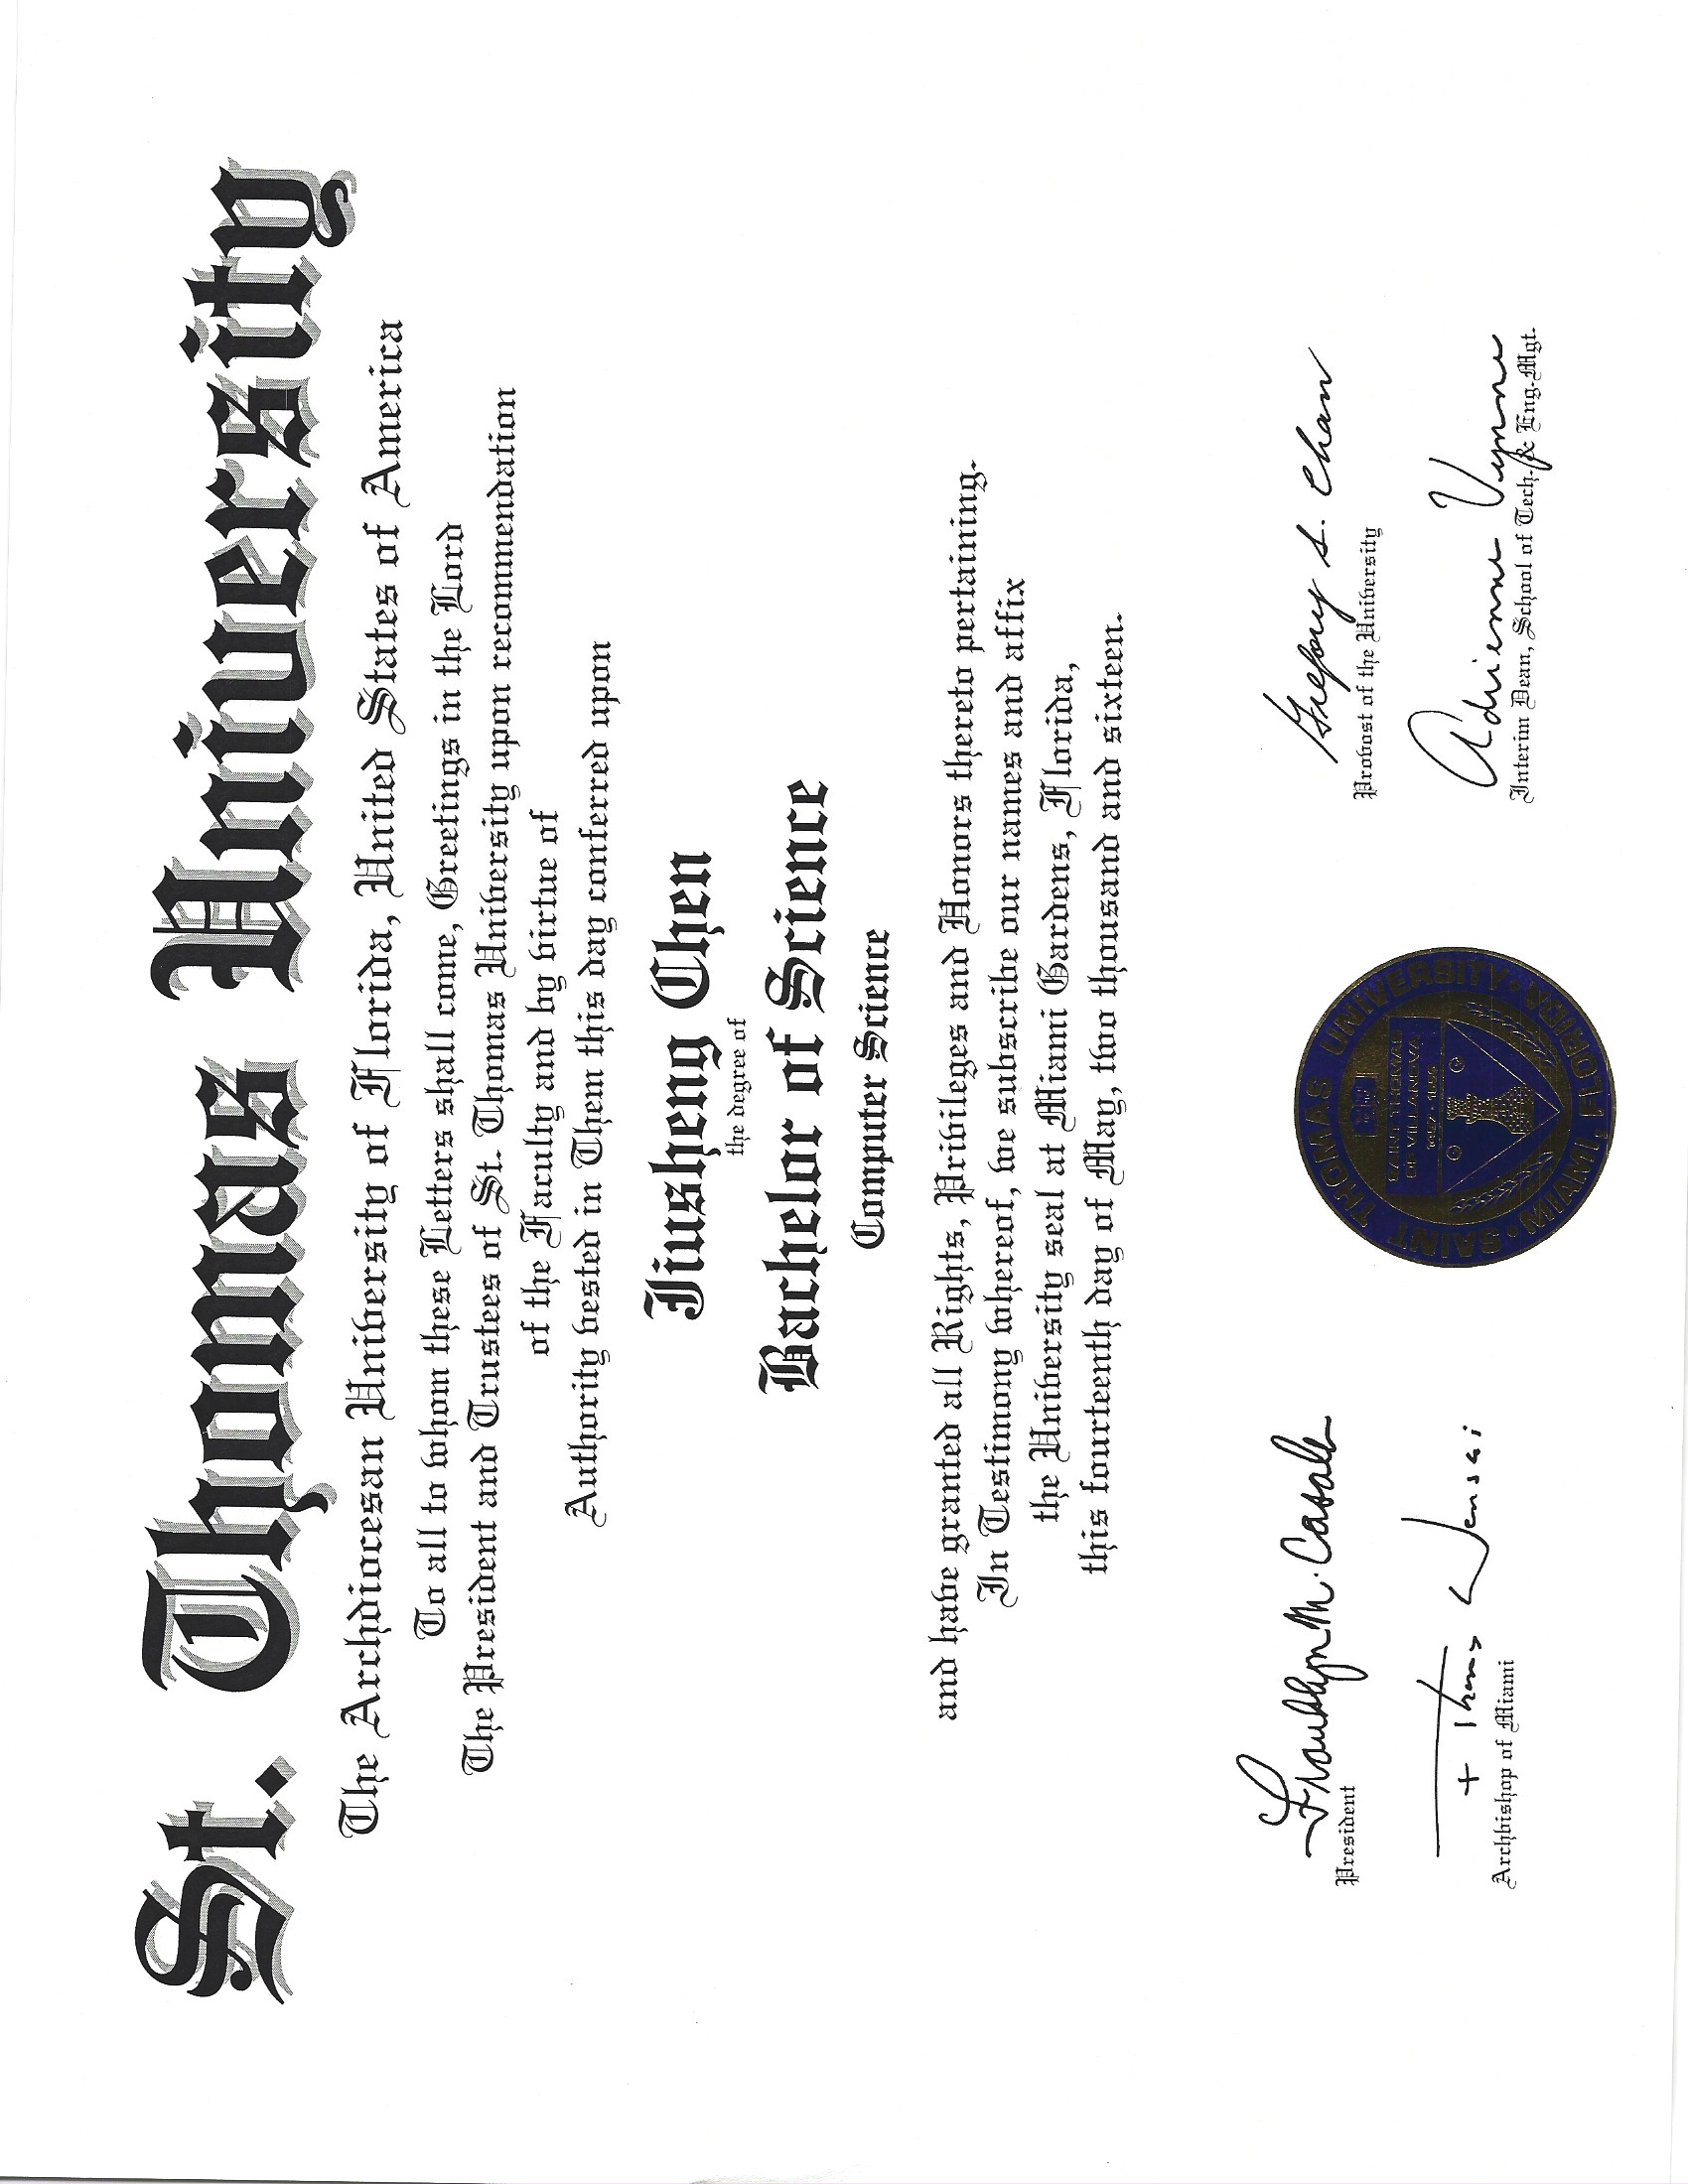 St. Thomas University
The Archdiocesan University of Florida, United States of America
To all to whom these Letters shall come, Greetings in the Lord
The President and Trustees of St. Thomas University upon recommendation
of the Faculty and by virtue of
Authority vested in Them this day conferred upon
Jiusheng Chen
the degree of
Bachelor of Science
Computer Science
and have granted all Rights, Privileges and Honors thereto pertaining.
In Testimony whereof, we subscribe our names and affix
the University seal at Miami Gardens, Florida,
this fourteenth day of May, two thousand and sixteen.
Franklyn M. Casale
President
Gregory S. Chan
Provost of the University
+ Thomas Wenski
Archbishop of Miami
Adrienne Vynne
Interim Dean, School of Tech. & Eng. Mgt.
SAINT THOMAS UNIVERSITY
SAINT THOMAS
OF VILLANOVA
MIAMI, FLORIDA